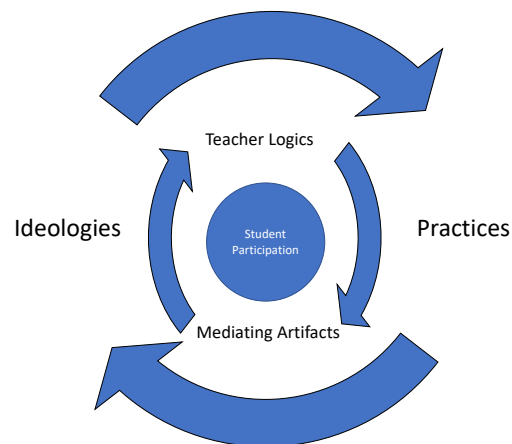 Teacher Logics
Ideologies
Student
Participation
Practices
Mediating Artifacts